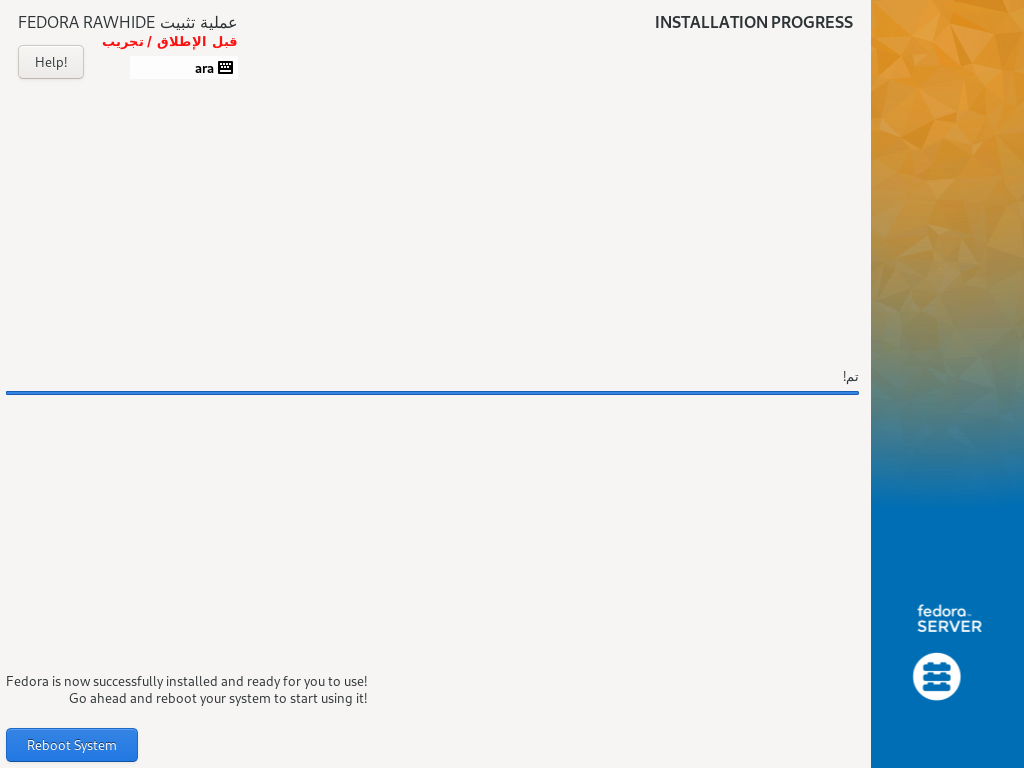 INSTALLATION PROGRESS
عملية تثبيت FEDORA RAWHIDE
قبل الإطلاق / تجريب
Help!
ara
تم!
fedora
SERVER
Fedora is now successfully installed and ready for you to use!
Go ahead and reboot your system to start using it!
Reboot System